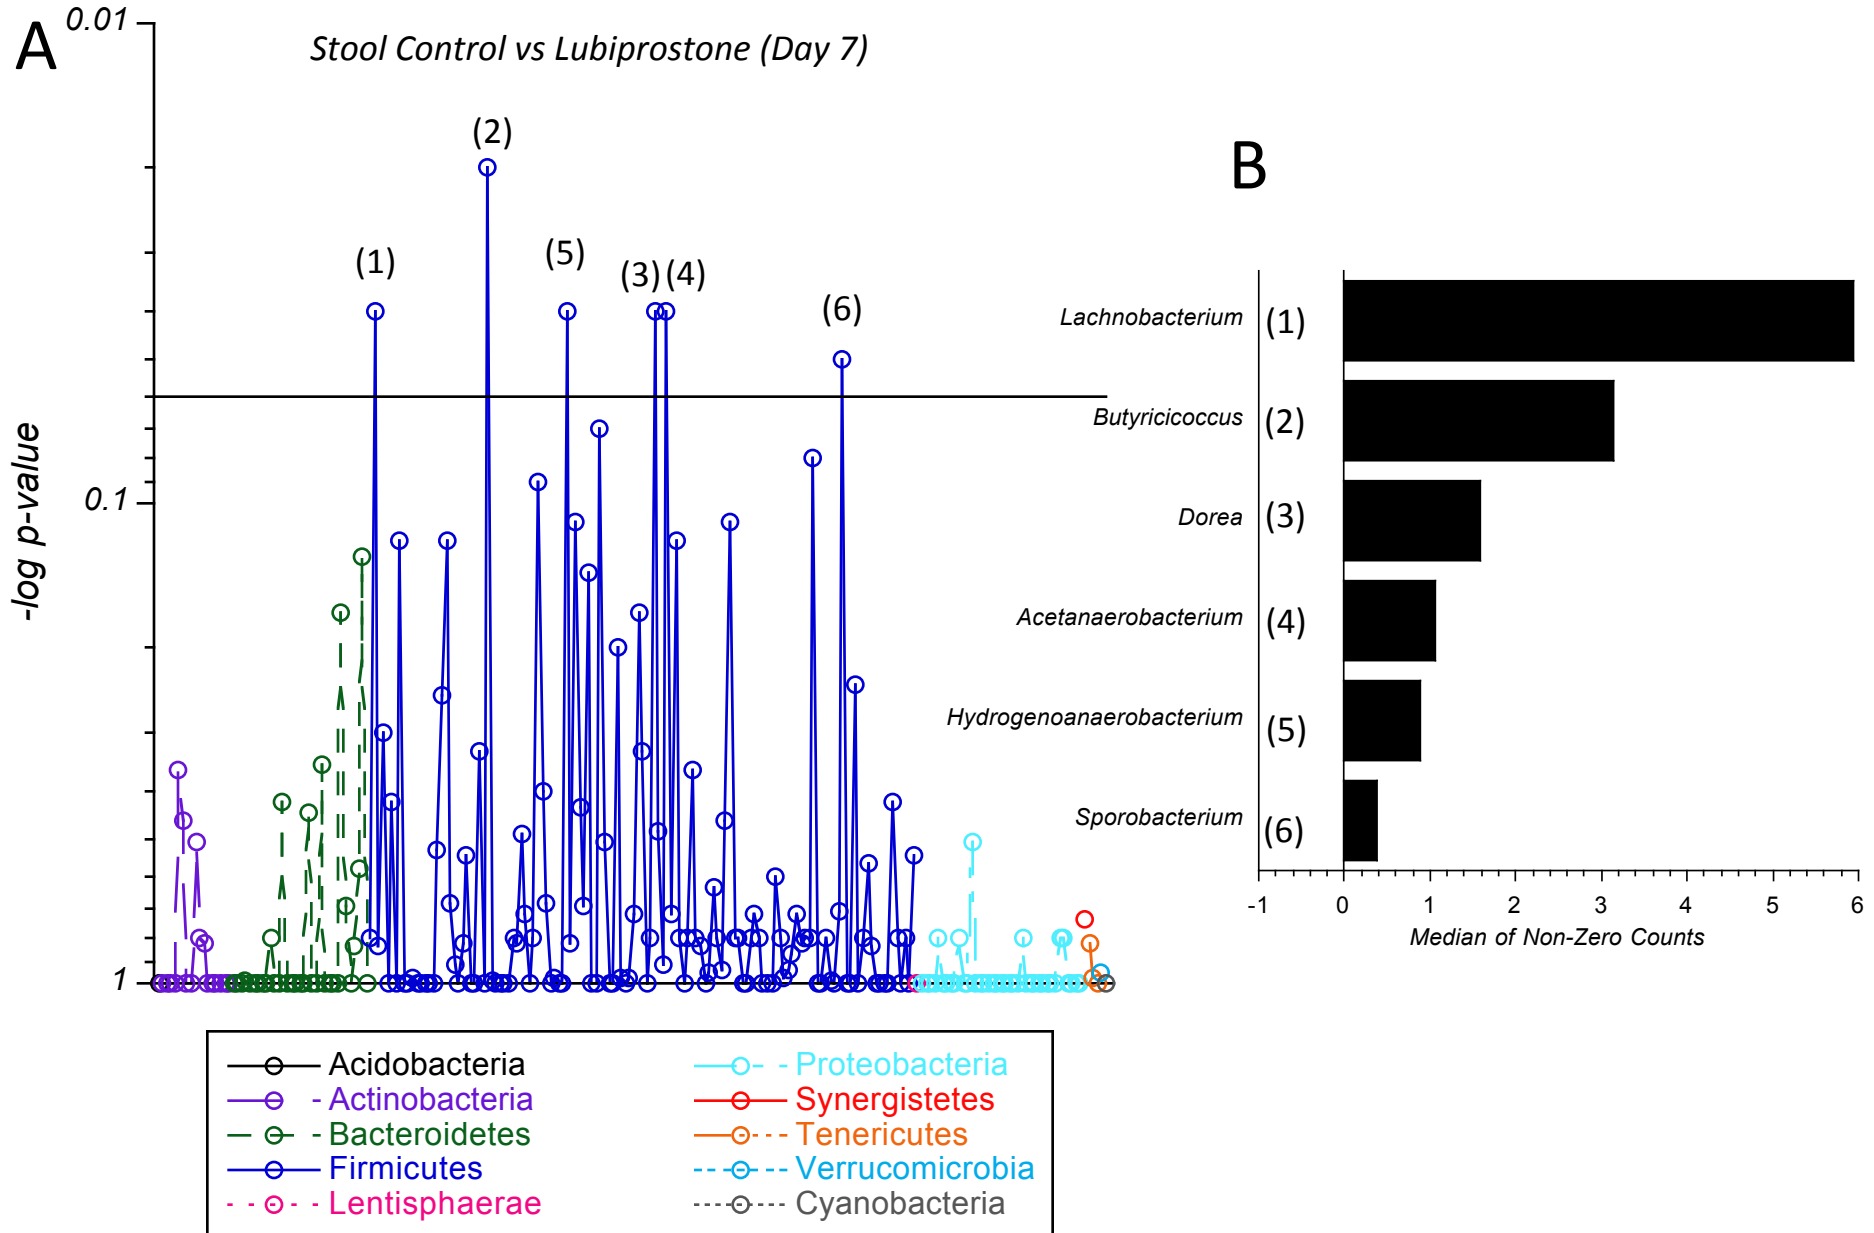 A
0.01
Stool Control vs Lubiprostone (Day 7)
(2)
(1)
(5)
(3)
(4)
(6)
-log p-value
0.1
1
Acidobacteria
Actinobacteria
Bacteroidetes
Firmicutes
Lentisphaerae
Proteobacteria
Synergistetes
Tenericutes
Verrucomicrobia
Cyanobacteria
B
Lachnobacterium (1)
Butyricicoccus (2)
Dorea (3)
Acetanaerobacterium (4)
Hydrogenoanaerobacterium (5)
Sporobacterium (6)
-1 0 1 2 3 4 5 6
Median of Non-Zero Counts